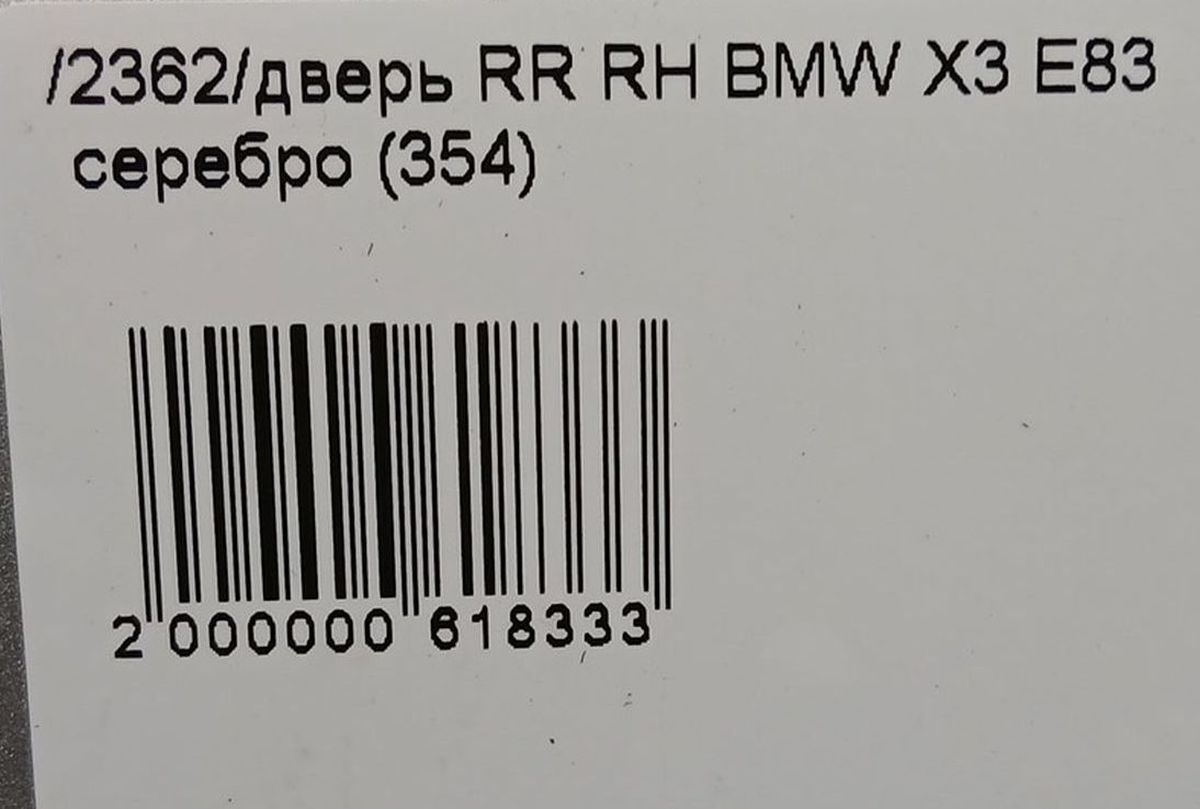 /2362/дверь RR RH BMW X3 E83
серебро (354)
2 000000 618333